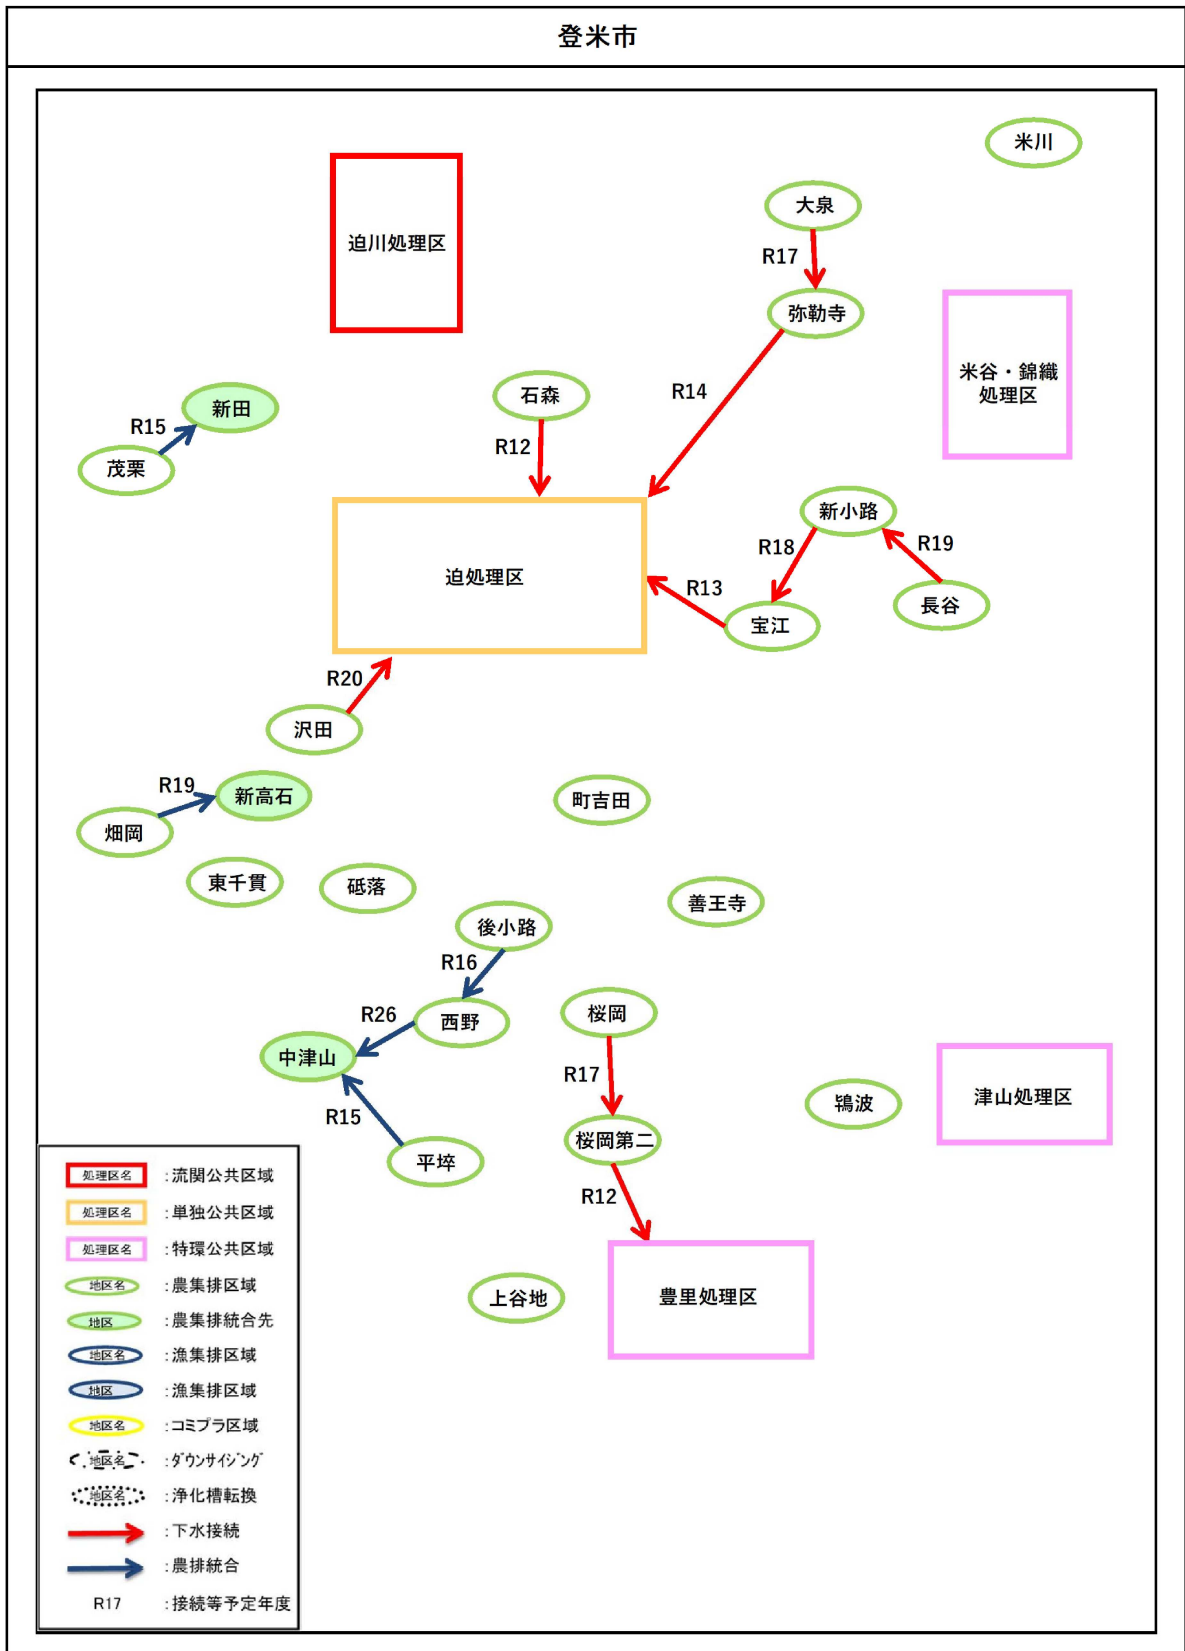 登米市
米川
大泉
迫川処理区
R17
弥勒寺
米谷・錦織
処理区
石森
R14
新田
R15
R12
茂栗
新小路
R18
R19
迫処理区
R13
長谷
宝江
R20
沢田
R19
新高石
町吉田
畑岡
東千貫
砥落
善王寺
後小路
R16
桜岡
R26
西野
中津山
R17
津山処理区
鴇波
R15
桜岡第二
平埣
R12
上谷地
豊里処理区
処理区名 :流関公共区域
処理区名 :単独公共区域
処理区名 :特環公共区域
地区名 :農集排区域
地区 :農集排統合先
地区名 :漁集排区域
地区 :漁集排区域
地区名 :コミプラ区域
地区名 :ﾀﾞｳﾝｻｲｼﾞﾝｸﾞ
地区名 :浄化槽転換
:下水接続
:農排統合
R17 :接続等予定年度